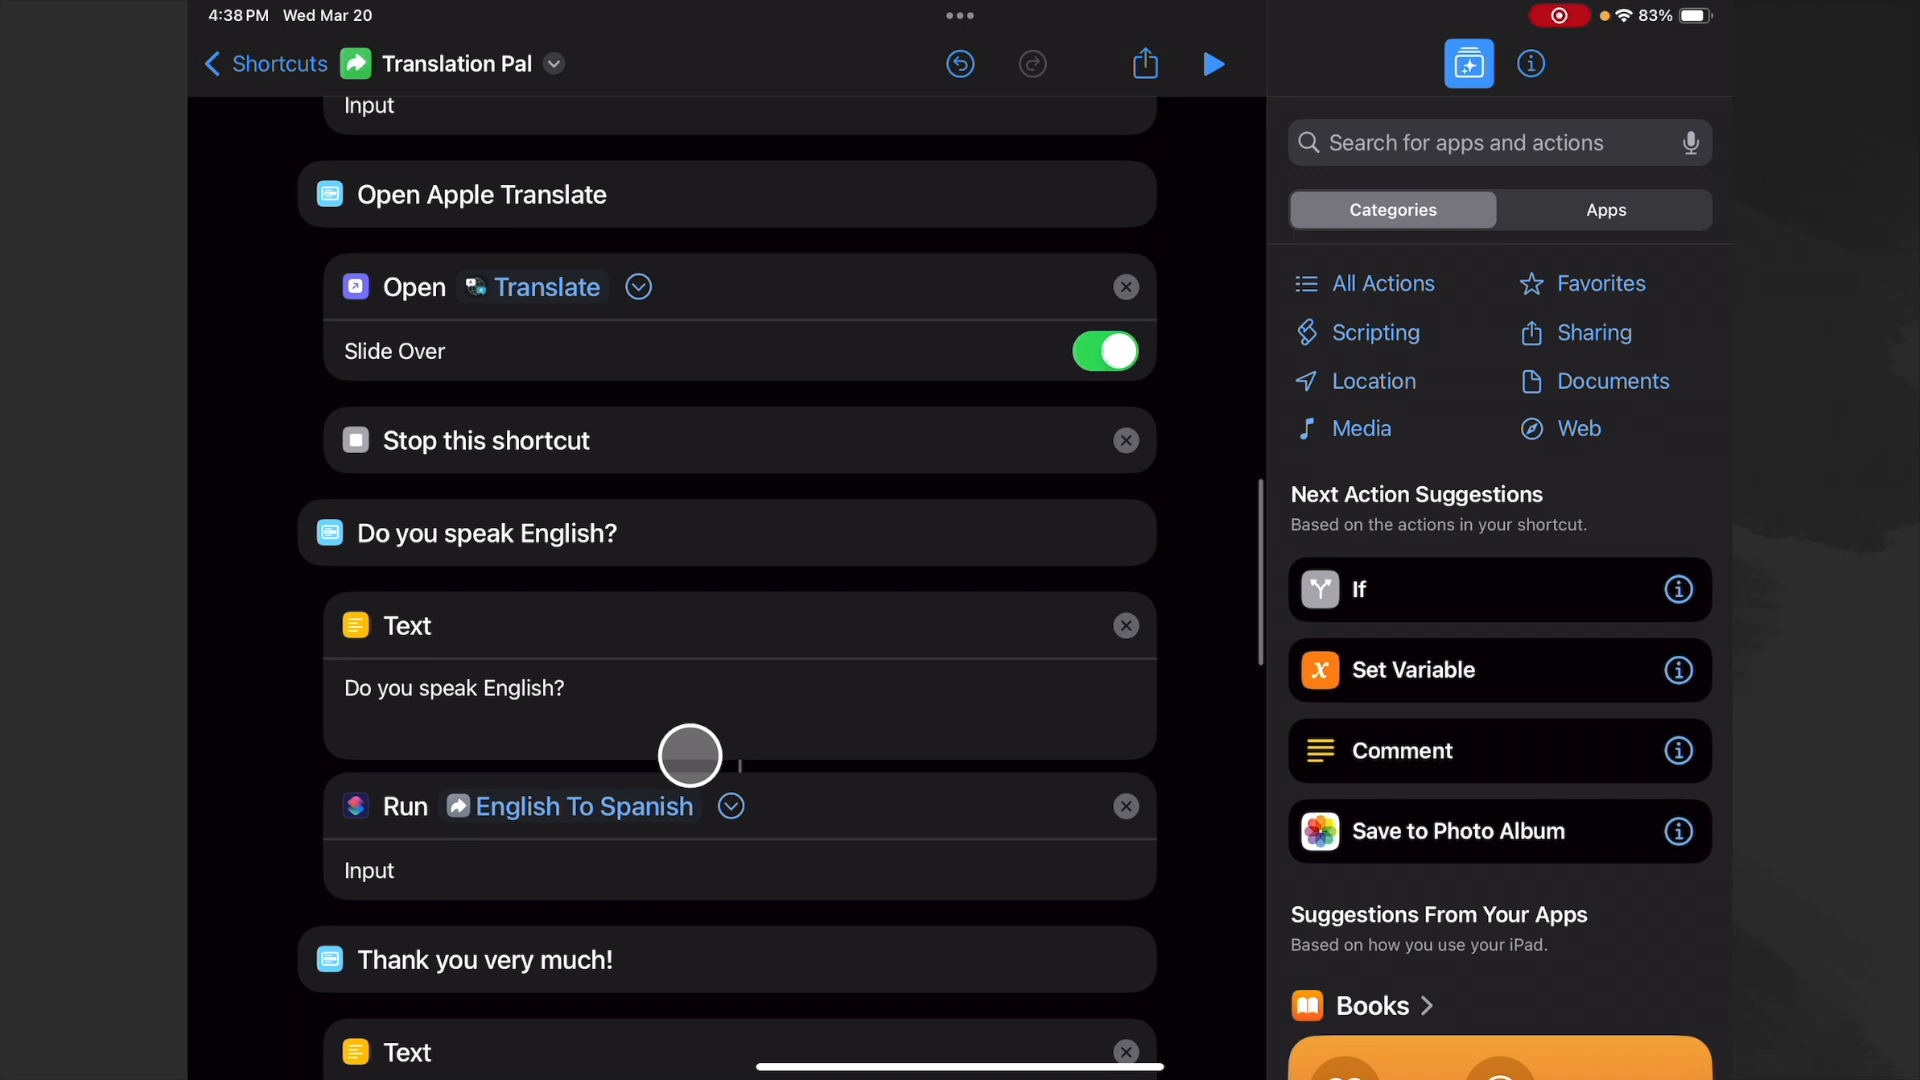 4:38 PM Wed Mar 20
83%
Shortcuts
Translation Pal
Input
Open Apple Translate
Open Translate
Slide Over
Stop this shortcut
Do you speak English?
Text
Do you speak English?
Run English To Spanish
Input
Thank you very much!
Text
Search for apps and actions
Categories
Apps
All Actions
Favorites
Scripting
Sharing
Location
Documents
Media
Web
Next Action Suggestions
Based on the actions in your shortcut.
If
Set Variable
Comment
Save to Photo Album
Suggestions From Your Apps
Based on how you use your iPad.
Books